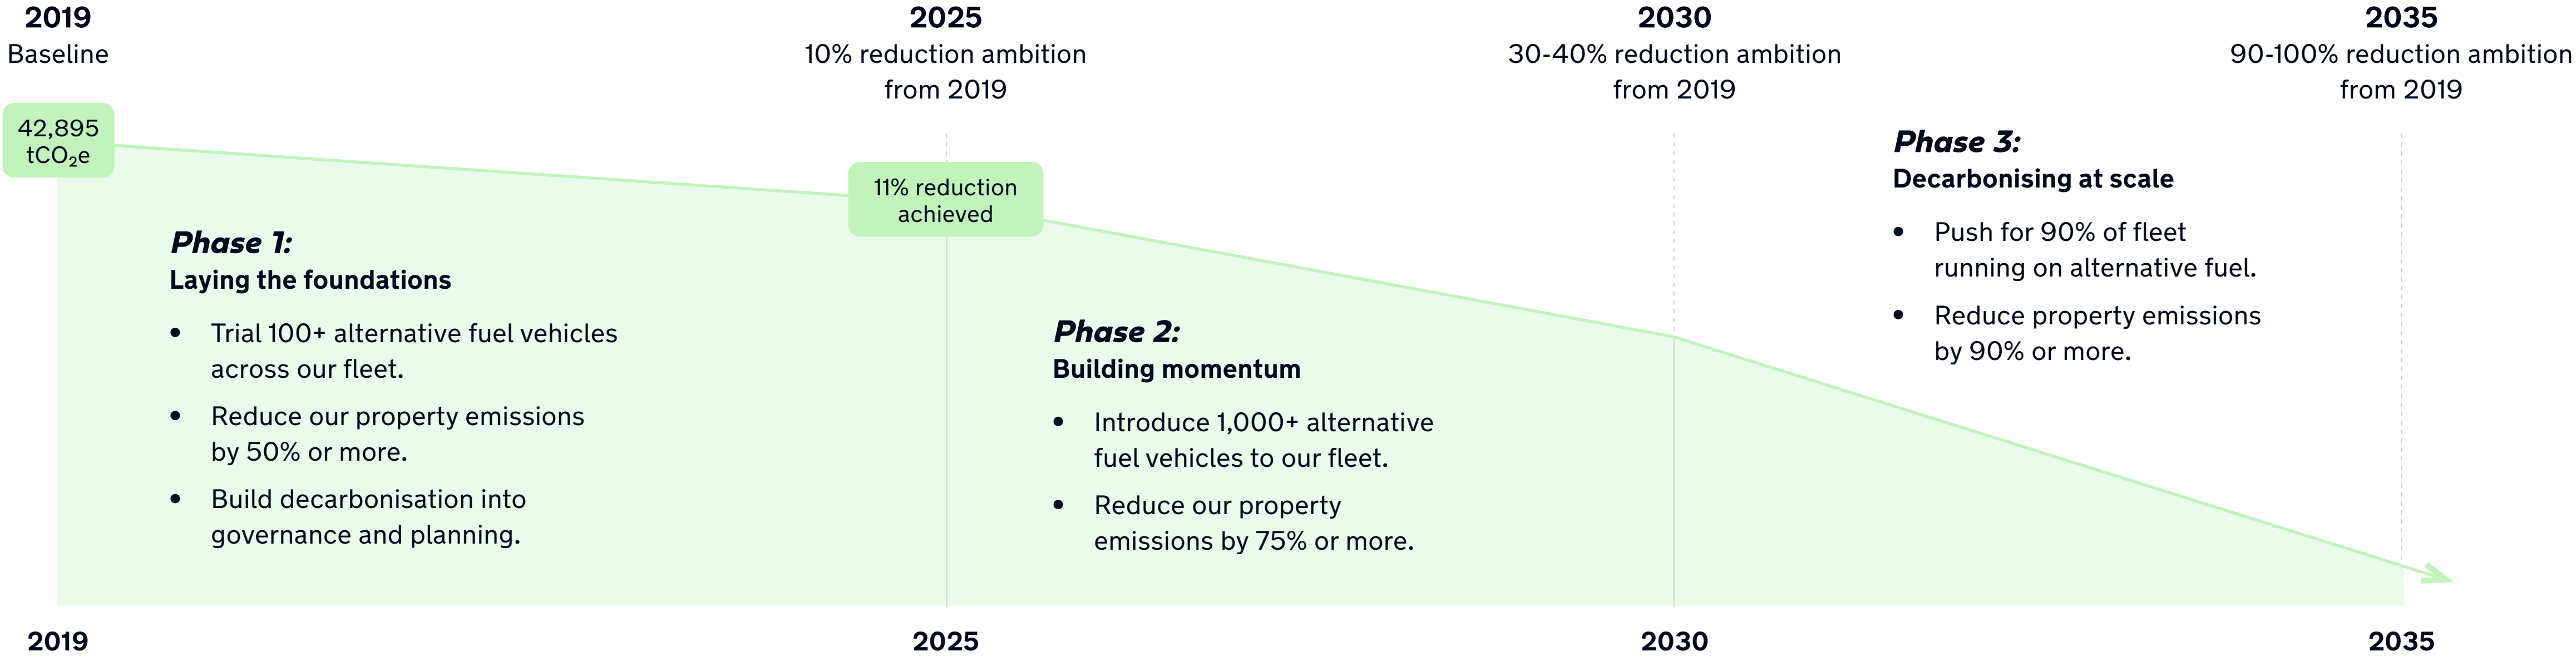 2019
Baseline
2025
10% reduction ambition
from 2019
2030
30-40% reduction ambition
from 2019
2035
90-100% reduction ambition
from 2019
42,895
tCO₂e
11% reduction
achieved
Phase 1:
Laying the foundations
• Trial 100+ alternative fuel vehicles
across our fleet.
• Reduce our property emissions
by 50% or more.
• Build decarbonisation into
governance and planning.
Phase 2:
Building momentum
• Introduce 1,000+ alternative
fuel vehicles to our fleet.
• Reduce our property
emissions by 75% or more.
Phase 3:
Decarbonising at scale
• Push for 90% of fleet
running on alternative fuel.
• Reduce property emissions
by 90% or more.
2019
2025
2030
2035